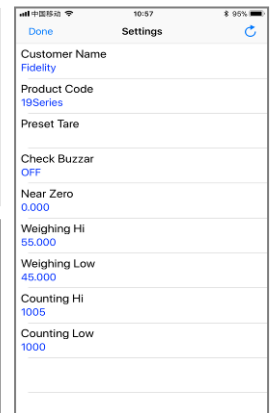 中国移动 10:57 95%
Done Settings
Customer Name
Fidelity
Product Code
19Series
Preset Tare
Check Buzzar
OFF
Near Zero
0.000
Weighing Hi
55.000
Weighing Low
45.000
Counting Hi
1005
Counting Low
1000